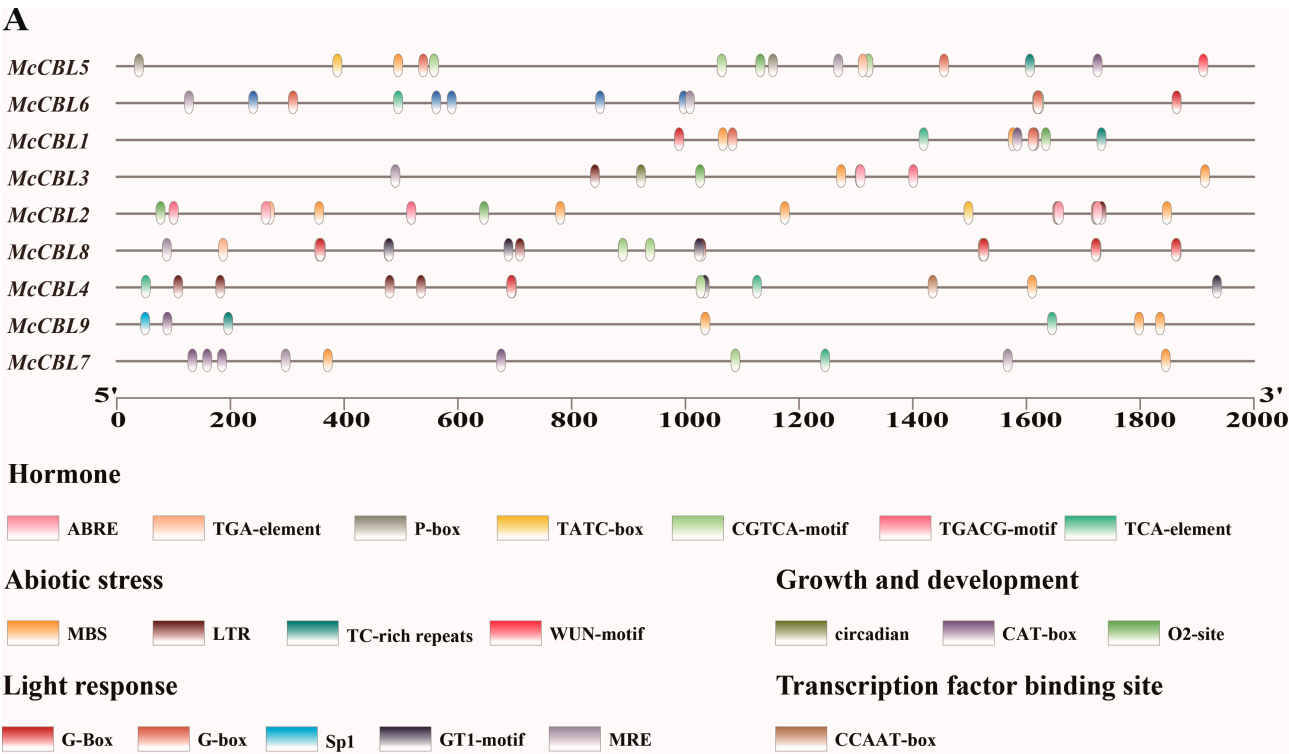 A
McCBL5
McCBL6
McCBL1
McCBL3
McCBL2
McCBL8
McCBL4
McCBL9
McCBL7
5' 3'
0 200 400 600 800 1000 1200 1400 1600 1800 2000
Hormone
ABRE TGA-element P-box TATC-box CGTCA-motif TGACG-motif TCA-element
Abiotic stress Growth and development
MBS LTR TC-rich repeats WUN-motif circadian CAT-box O2-site
Light response Transcription factor binding site
G-Box G-box Sp1 GT1-motif MRE CCAAT-box